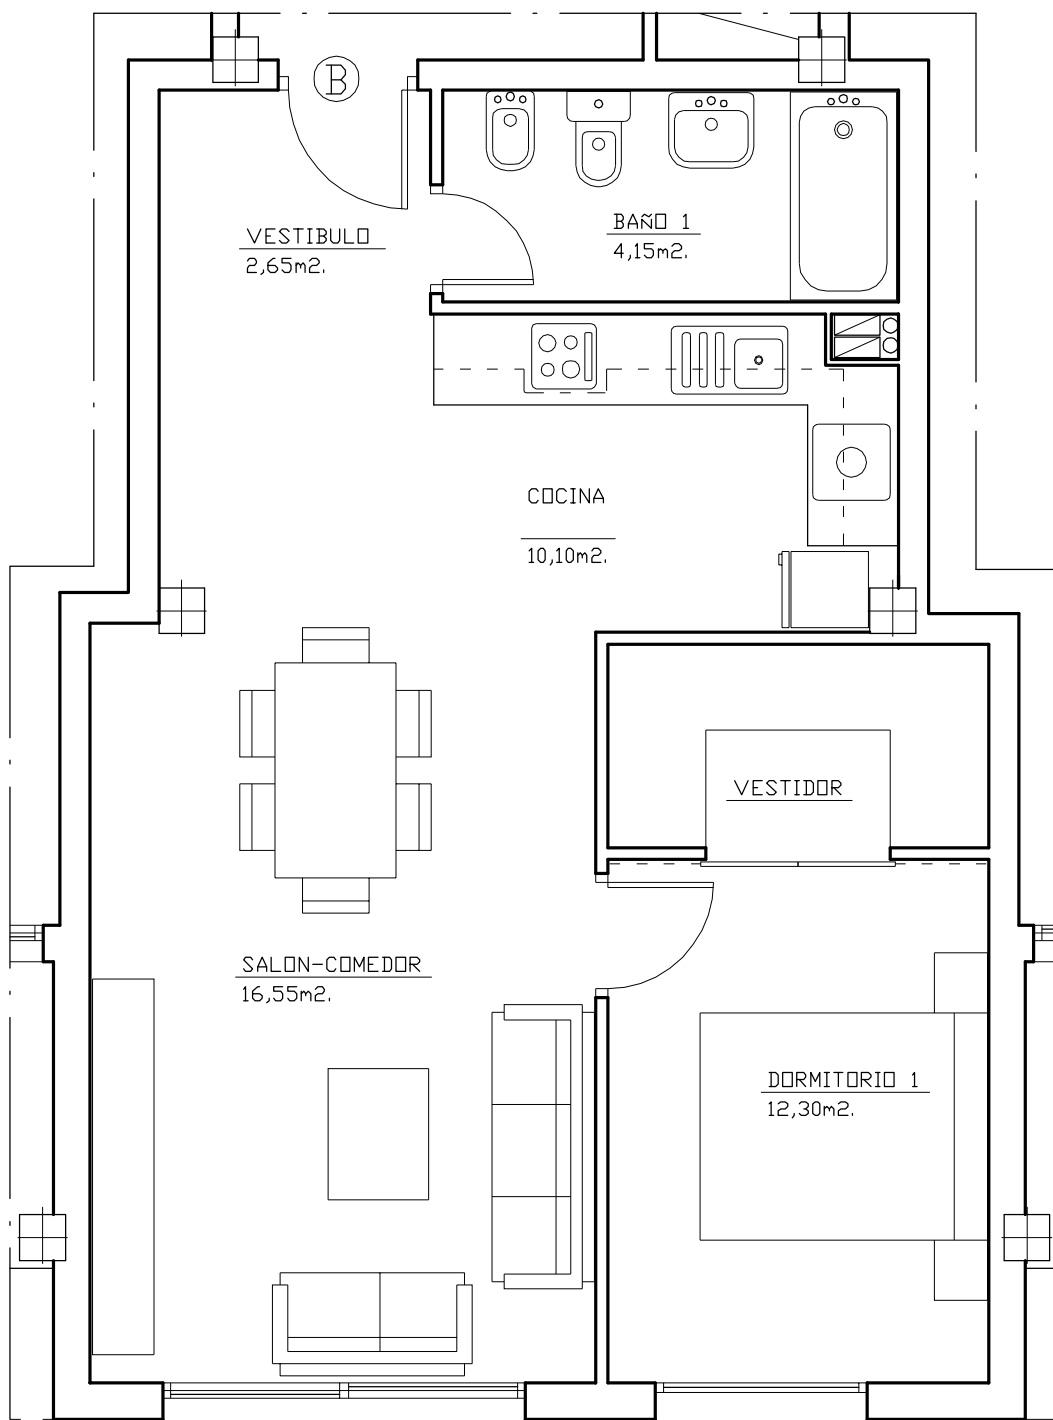 B
VESTIBULO
2,65m2.
BAÑO 1
4,15m2.
COCINA
10,10m2.
VESTIDOR
SALON-COMEDOR
16,55m2.
DORMITORIO 1
12,30m2.